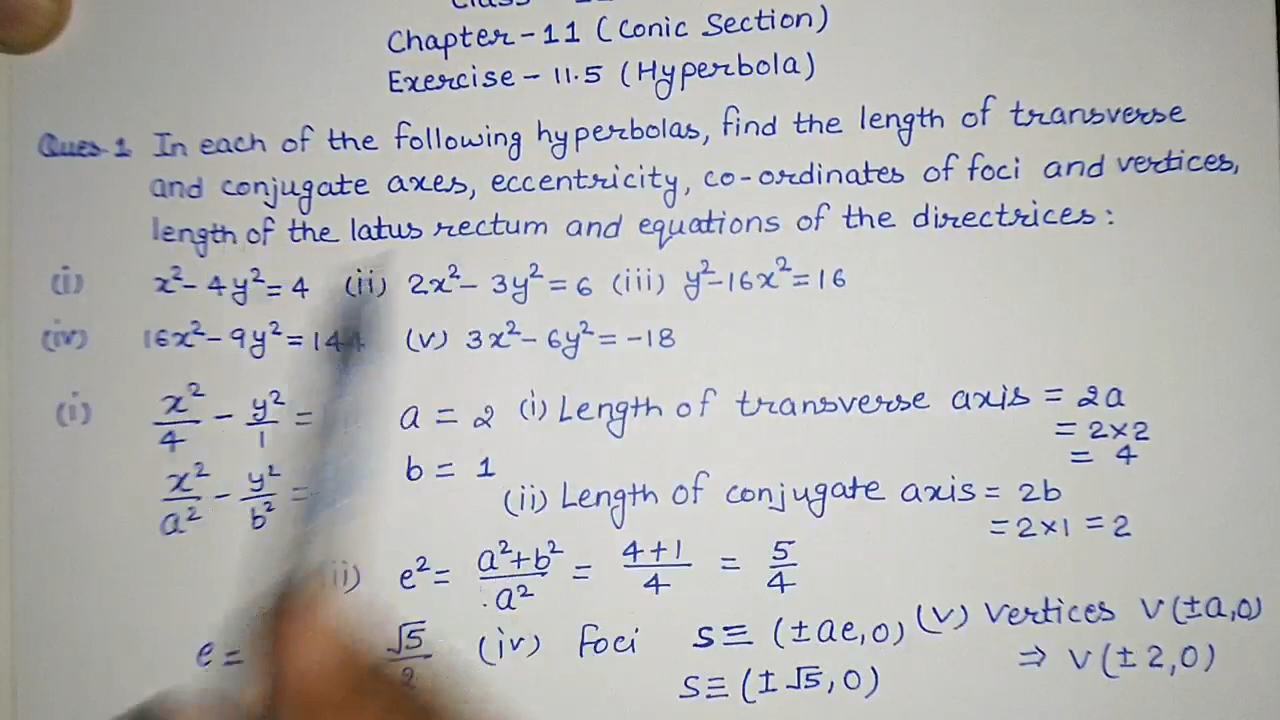 Chapter-11 (Conic Section)
Exercise - 11.5 (Hyperbola)
Ques-1 In each of the following hyperbolas, find the length of transverse
and conjugate axes, eccentricity, co-ordinates of foci and vertices,
length of the latus rectum and equations of the directrices:
(i) x²-4y²=4 (ii) 2x²-3y²=6 (iii) y²-16x²=16
(iv) 16x²-9y²=144 (v) 3x²-6y²=-18
(i) x²/4 - y²/1 = a = 2 (i) Length of transverse axis = 2a
= 2×2
= 4
x²/a² - y²/b² = b = 1
(ii) Length of conjugate axis = 2b
= 2×1 = 2
e² = a²+b²/a² = 4+1/4 = 5/4
e = √5/2 (iv) Foci S≡ (±ae,0) (v) Vertices V(±a,0)
S≡ (±√5,0) ⇒ V(±2,0)